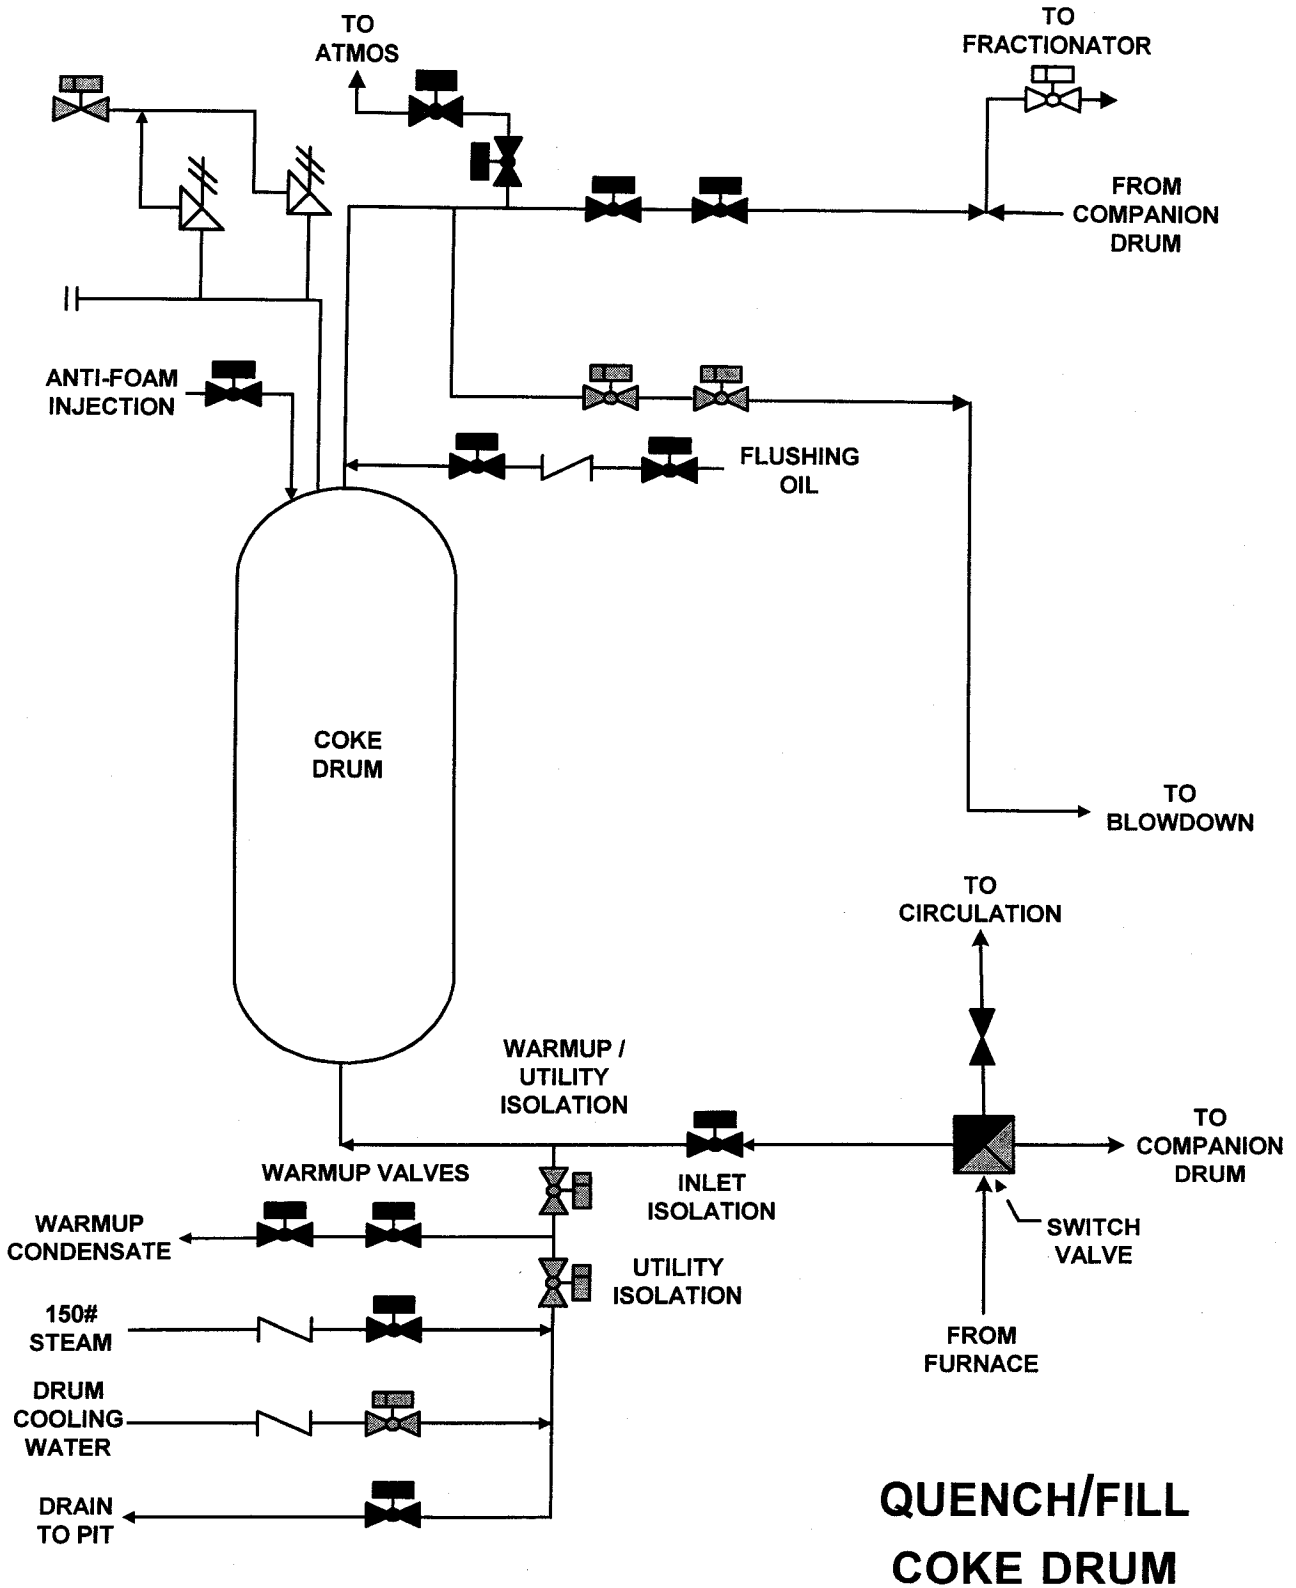 TO
ATMOS
TO
FRACTIONATOR
FROM
COMPANION
DRUM
ANTI-FOAM
INJECTION
FLUSHING
OIL
COKE
DRUM
TO
BLOWDOWN
TO
CIRCULATION
WARMUP /
UTILITY
ISOLATION
TO
COMPANION
DRUM
WARMUP VALVES
INLET
ISOLATION
SWITCH
VALVE
WARMUP
CONDENSATE
UTILITY
ISOLATION
150#
STEAM
FROM
FURNACE
DRUM
COOLING
WATER
DRAIN
TO PIT
QUENCH/FILL
COKE DRUM